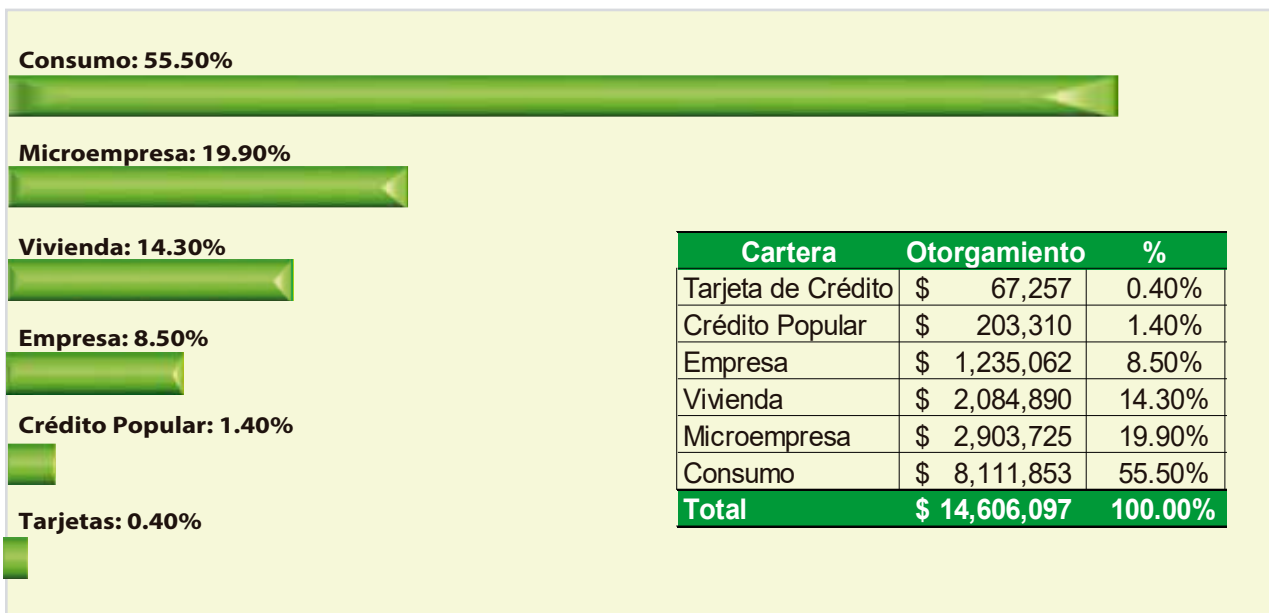 Consumo: 55.50%
Microempresa: 19.90%
Vivienda: 14.30%
Empresa: 8.50%
Crédito Popular: 1.40%
Tarjetas: 0.40%
Cartera Otorgamiento %
Tarjeta de Crédito $ 67,257 0.40%
Crédito Popular $ 203,310 1.40%
Empresa $ 1,235,062 8.50%
Vivienda $ 2,084,890 14.30%
Microempresa $ 2,903,725 19.90%
Consumo $ 8,111,853 55.50%
Total $ 14,606,097 100.00%